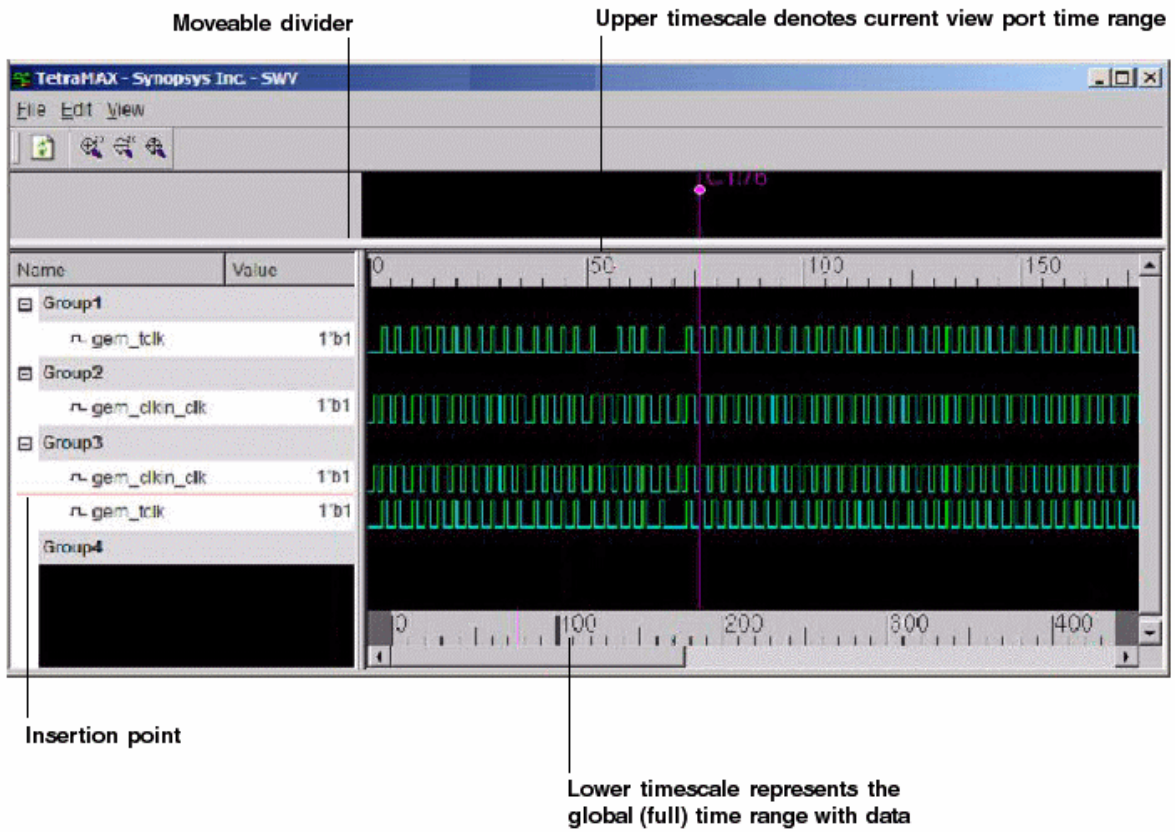 Moveable divider
Upper timescale denotes current view port time range
TetraMAX - Synopsys Inc. - SWV
File Edit View
Name Value
0 50 100 150
Group1
gem_tclk 1'b1
Group2
gem_clkin_clk 1'b1
Group3
gem_clkin_clk 1'b1
gem_tclk 1'b1
Group4
0 100 200 300 400
Insertion point
Lower timescale represents the
global (full) time range with data